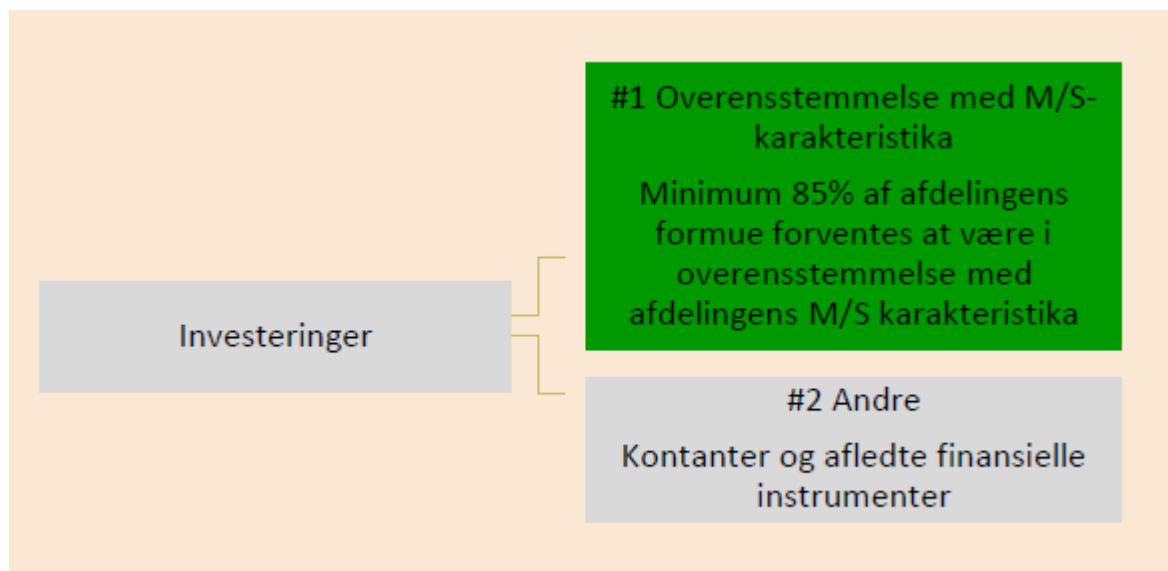 #1 Overensstemmelse med M/S-
karakteristika
Minimum 85% af afdelingens
formue forventes at være i
overensstemmelse med
afdelingens M/S karakteristika
Investeringer
#2 Andre
Kontanter og afledte finansielle
instrumenter